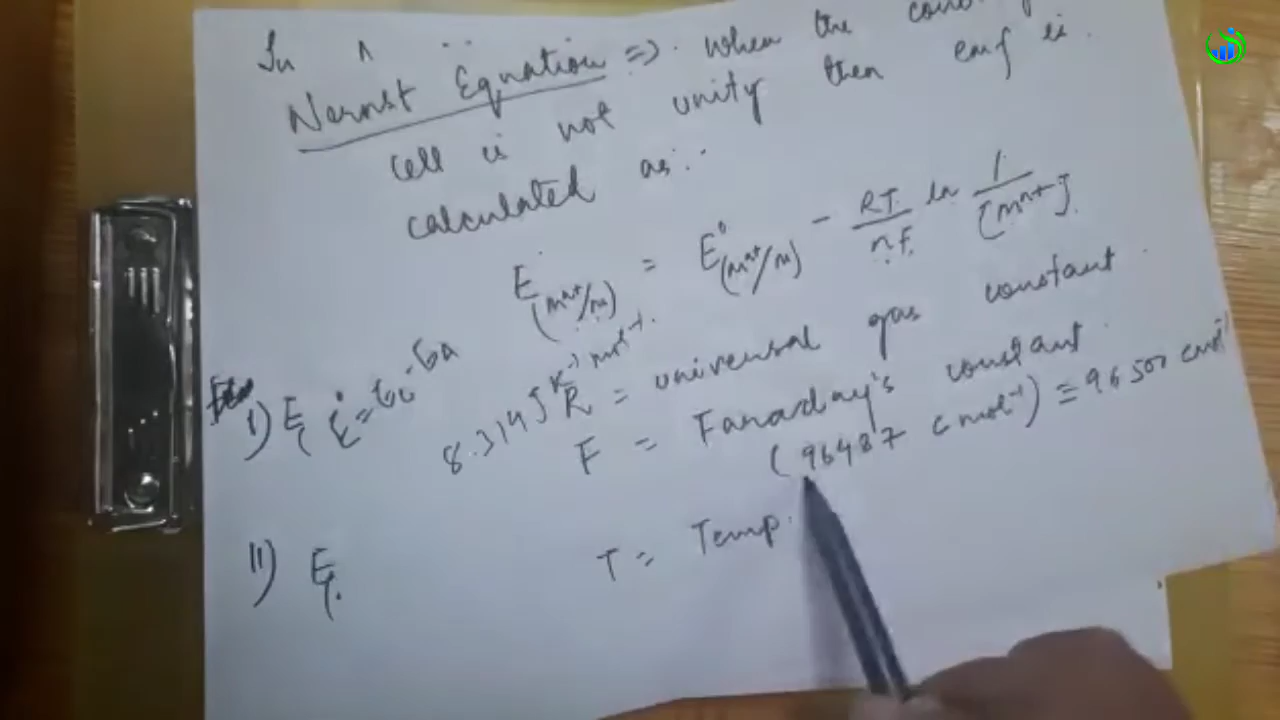 In
Nernst Equation => when the
cell is not unity then emf is
calculated as:-
E(Mn+/M) = E°(Mn+/M) - RT/nF ln 1/[Mn+]
8.314 J K-1 mol-1 R = universal gas constant
I) E
F = Faraday's constant
(96487 C mol-1) = 96500 C mol-1
T = Temp.
II) E